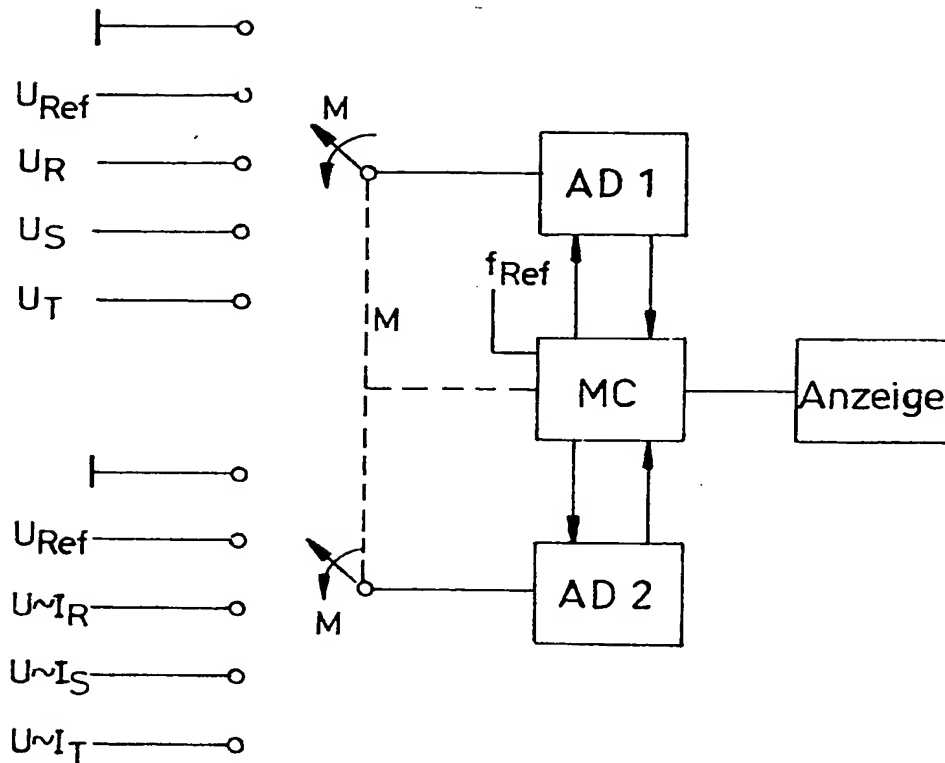 U_Ref
U_R
U_S
U_T
M
AD 1
f_Ref
M
MC
Anzeige
U_Ref
U~I_R
U~I_S
U~I_T
M
AD 2